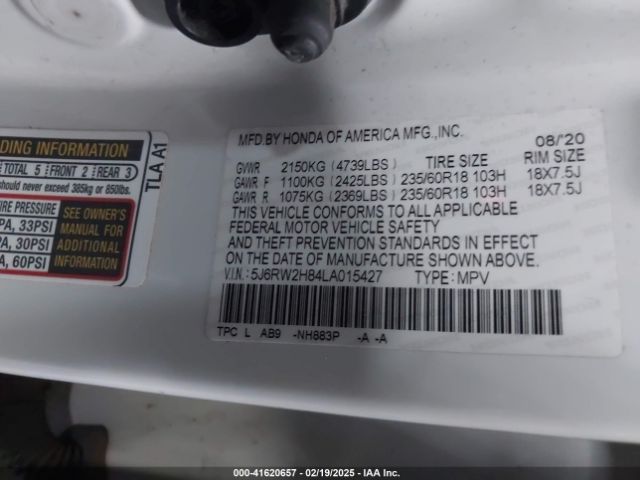 DING INFORMATION
TOTAL 5 FRONT 2 REAR 3
should never exceed 385kg or 850lbs.
TIRE PRESSURE
PA, 33PSI
PA, 30PSI
A, 60PSI
SEE OWNER'S
MANUAL FOR
ADDITIONAL
INFORMATION
TLA A1
MFD.BY HONDA OF AMERICA MFG.,INC. 08/20
GVWR 2150KG (4739LBS) TIRE SIZE RIM SIZE
GAWR F 1100KG (2425LBS) 235/60R18 103H 18X7.5J
GAWR R 1075KG (2369LBS) 235/60R18 103H 18X7.5J
THIS VEHICLE CONFORMS TO ALL APPLICABLE
FEDERAL MOTOR VEHICLE SAFETY
AND THEFT PREVENTION STANDARDS IN EFFECT
ON THE DATE OF MANUFACTURE SHOWN ABOVE.
V.I.N.: 5J6RW2H84LA015427 TYPE: MPV
TPC L AB9 -NH883P -A -A
©-41620657 - 02/19/2025 - IAA Inc.